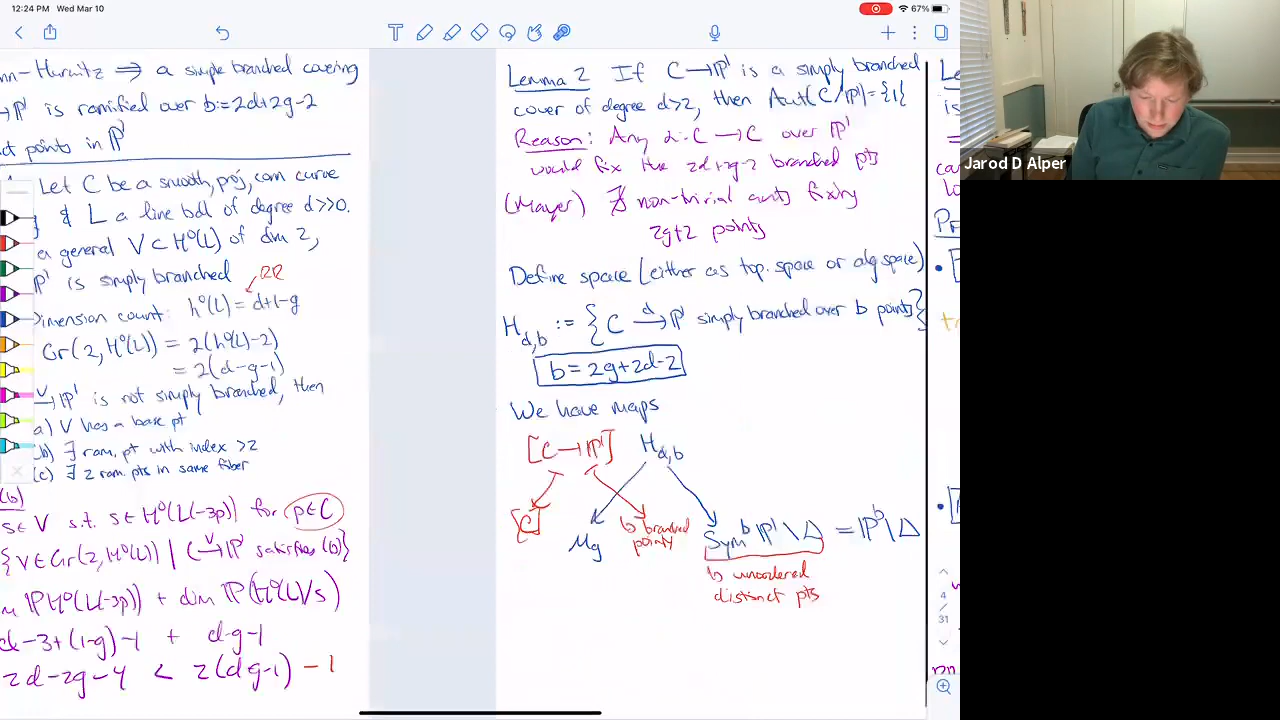 12:24 PM Wed Mar 10
67%
nn-Hurwitz ⟹ a simple branched covering
→ℙ¹ is ramified over b=2d+2g-2
ct points in ℙ¹
Let C be a smooth, proj, conn curve
& L a line bdl of degree d>>0.
a general V ⊂ H⁰(L) of dim 2,
ℙ¹ is simply branched
RR
Dimension count: h⁰(L) = d+1-g
Gr(2, H⁰(L)) = 2(h⁰(L)-2)
= 2(d-g-1)
V→ℙ¹ is not simply branched, then
a) V has a base pt
(b) ∃ ram. pt with index >2
(c) ∃ 2 ram. pts in same fiber
(b)
s∈V s.t. s∈H⁰(L(-3p)) for p∈C
{V∈Gr(2, H⁰(L)) | C →V ℙ¹ satisfies (b)}
ℙH⁰(L(-3p)) + dim ℙ(H⁰(L)/s)
d-3+(1-g)-1 + d-g-1
2d-2g-4 < 2(d-g-1) -1
Lemma 2 If C→ℙ¹ is a simply branched
cover of degree d>2, then Aut(C/ℙ¹)={1}
Reason: Any α: C→C over ℙ¹
would fix the 2d+2g-2 branched pts
(Mayer) ∄ non-trivial auts fixing
2g+2 points
Define space (either as top. space or alg space)
H_{d,b} := {C →d ℙ¹ simply branched over b points}
b=2g+2d-2
We have maps
[C→ℙ¹] H_{d,b}
[C] M_g b branched points Sym^b ℙ¹ \ Δ = ℙ^b \ Δ
b unordered
distinct pts
Jarod D Alper
4
/
31